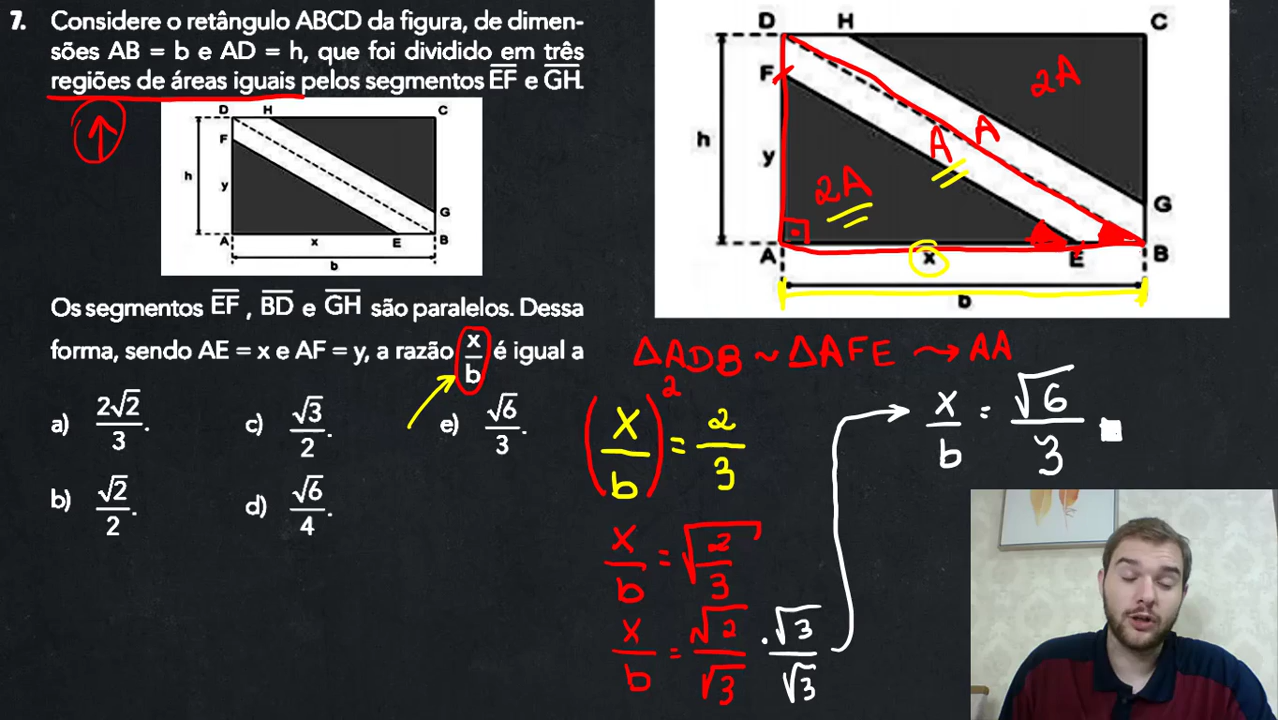 7. Considere o retângulo ABCD da figura, de dimen-
sões AB = b e AD = h, que foi dividido em três
regiões de áreas iguais pelos segmentos EF e GH.
D H C
F
h
y
G
A x E B
b
Os segmentos EF, BD e GH são paralelos. Dessa
forma, sendo AE = x e AF = y, a razão x/b é igual a
a) 2√2/3.
c) √3/2.
e) √6/3.
b) √2/2.
d) √6/4.
D H C
2A
F
A A
h
y
2A
G
A x E B
b
ΔADB ~ ΔAFE → AA
(x/b)² = 2/3
x/b = √6/3
x/b = √2/3
x/b = √2/√3 . √3/√3